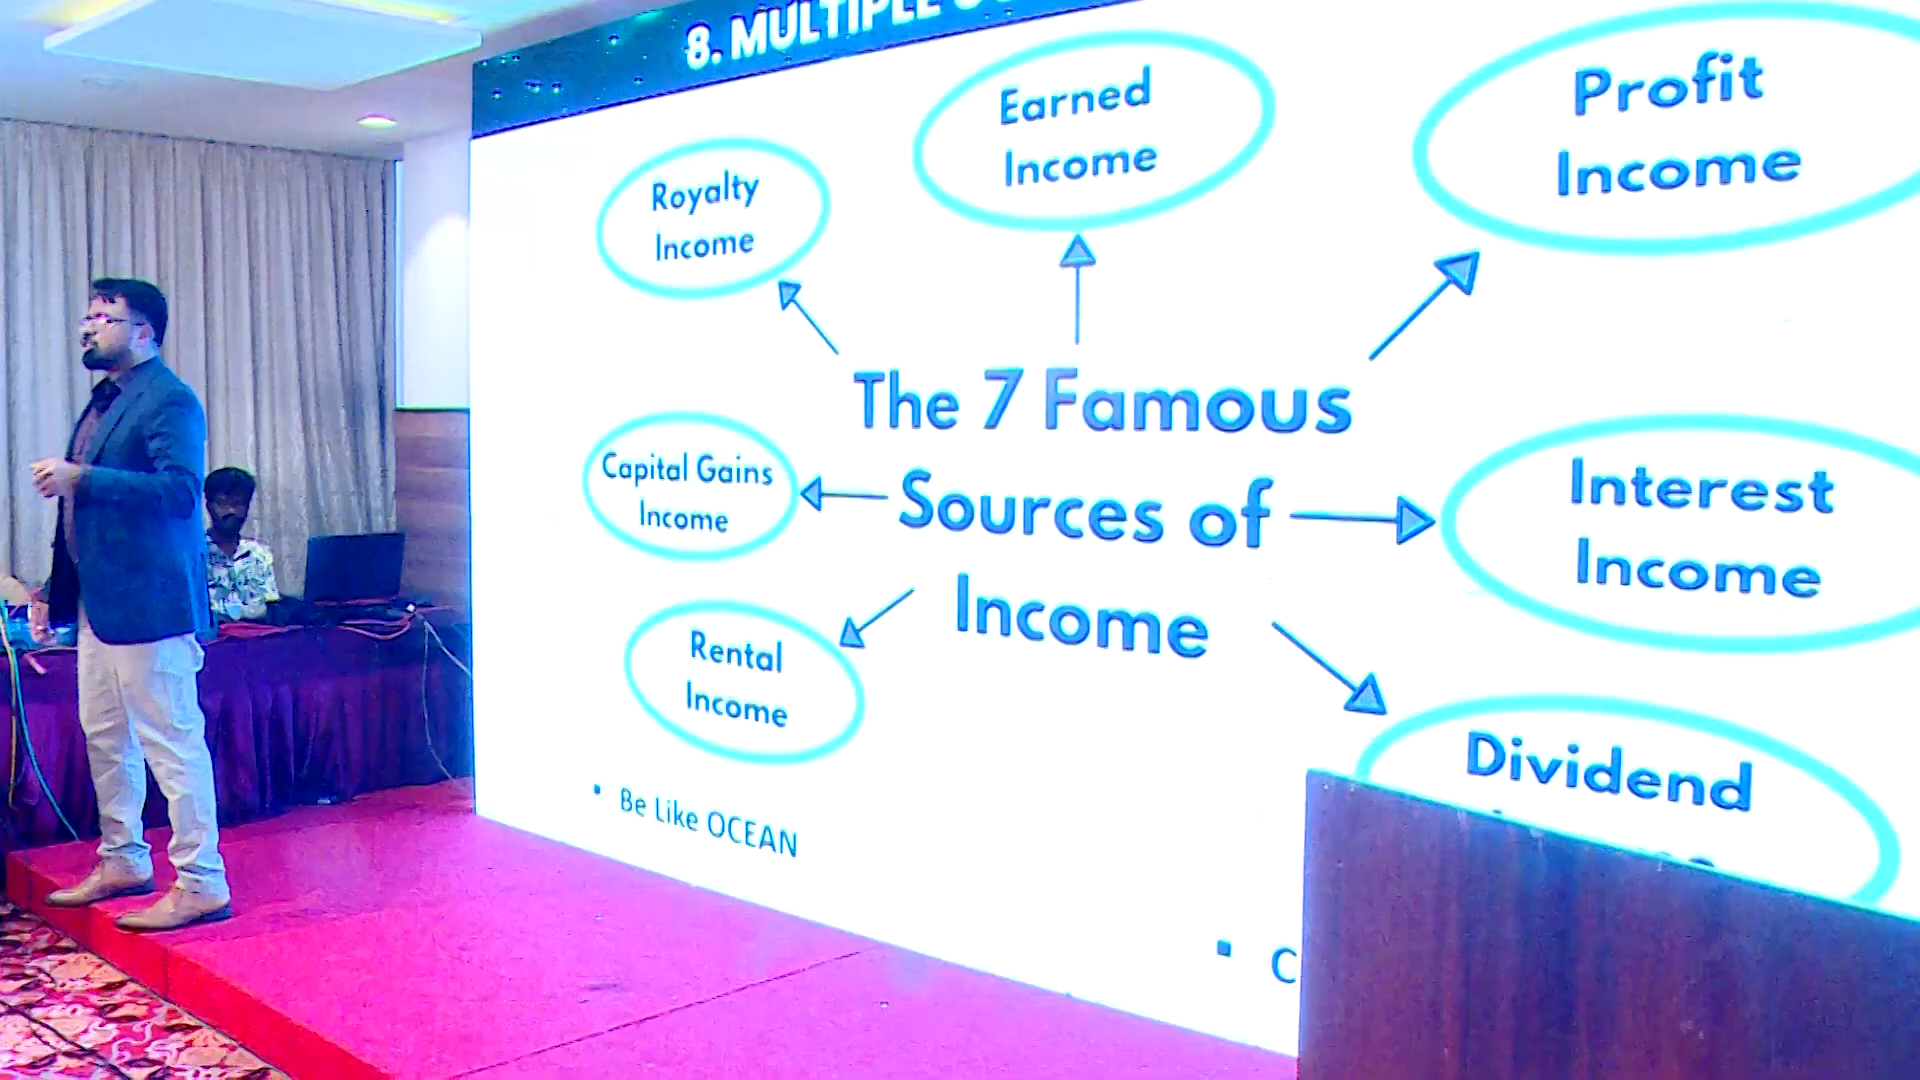 8. MULTIPLE
Earned
Income
Profit
Income
Royalty
Income
The 7 Famous
Sources of
Income
Capital Gains
Income
Interest
Income
Rental
Income
Dividend
Be Like OCEAN